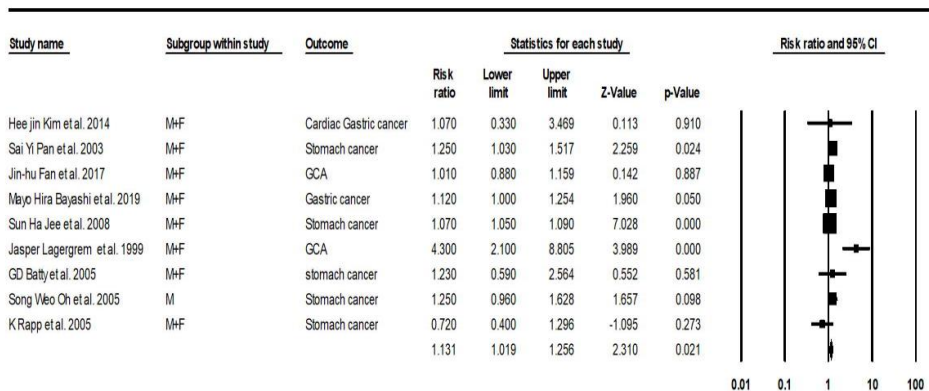 Study name Subgroup within study Outcome Statistics for each study Risk ratio and 95% CI
Risk ratio Lower limit Upper limit Z-Value p-Value
Hee jin Kim et al. 2014 M+F Cardiac Gastric cancer 1.070 0.330 3.469 0.113 0.910
Sai Yi Pan et al. 2003 M+F Stomach cancer 1.250 1.030 1.517 2.259 0.024
Jin-hu Fan et al. 2017 M+F GCA 1.010 0.880 1.159 0.142 0.887
Mayo Hira Bayashi et al. 2019 M+F Gastric cancer 1.120 1.000 1.254 1.960 0.050
Sun Ha Jee et al. 2008 M+F Stomach cancer 1.070 1.050 1.090 7.028 0.000
Jasper Lagergrem et al. 1999 M+F GCA 4.300 2.100 8.805 3.989 0.000
GD Batty et al. 2005 M+F stomach cancer 1.230 0.590 2.564 0.552 0.581
Song Weo Oh et al. 2005 M Stomach cancer 1.250 0.960 1.628 1.657 0.098
K Rapp et al. 2005 M+F Stomach cancer 0.720 0.400 1.296 -1.095 0.273
1.131 1.019 1.256 2.310 0.021
0.01 0.1 1 10 100